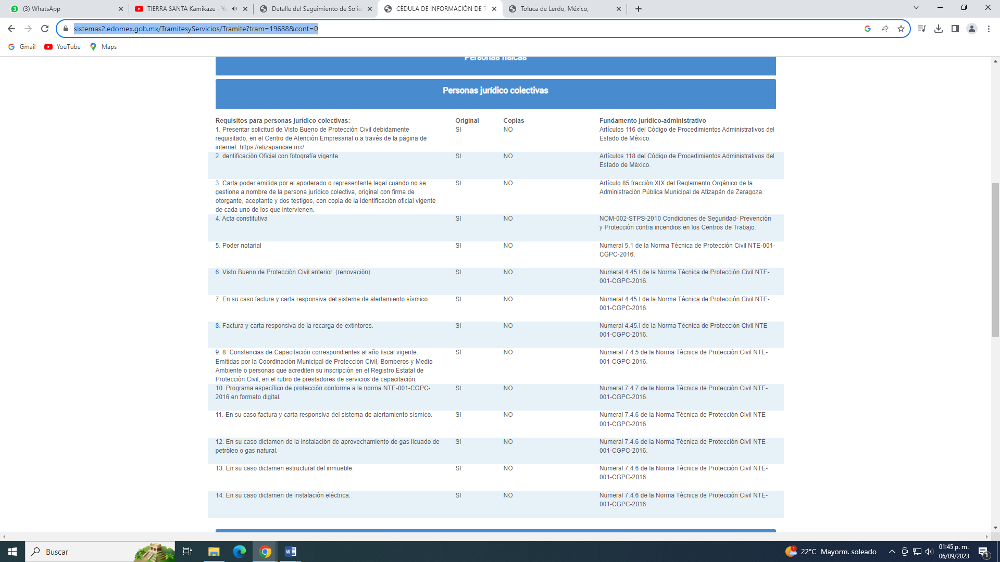 3 (3) WhatsApp
TIERRA SANTA Kamikaze - Yo
Detalle del Seguimiento de Solici
CÉDULA DE INFORMACIÓN DE T
Toluca de Lerdo, México,
sistemas2.edomex.gob.mx/TramitesyServicios/Tramite?tram=19688&cont=0
Gmail YouTube Maps
Personas físicas
Personas jurídico colectivas
Requisitos para personas jurídico colectivas: Original Copias Fundamento jurídico-administrativo
1. Presentar solicitud de Visto Bueno de Protección Civil debidamente SI NO Artículos 116 del Código de Procedimientos Administrativos del
requisitado, en el Centro de Atención Empresarial o a través de la página de Estado de México.
internet: https://atizapancae.mx/
2. dentificación Oficial con fotografía vigente. SI NO Artículos 118 del Código de Procedimientos Administrativos del
Estado de México.
3. Carta poder emitida por el apoderado o representante legal cuando no se SI NO Artículo 85 fracción XIX del Reglamento Orgánico de la
gestione a nombre de la persona jurídico colectiva, original con firma de Administración Pública Municipal de Atizapán de Zaragoza.
otorgante, aceptante y dos testigos, con copia de la identificación oficial vigente
de cada uno de los que intervienen.
4. Acta constitutiva SI NO NOM-002-STPS-2010 Condiciones de Seguridad- Prevención
y Protección contra incendios en los Centros de Trabajo.
5. Poder notarial SI NO Numeral 5.1 de la Norma Técnica de Protección Civil NTE-001-
CGPC-2016.
6. Visto Bueno de Protección Civil anterior. (renovación) SI NO Numeral 4.45.I de la Norma Técnica de Protección Civil NTE-
001-CGPC-2016.
7. En su caso factura y carta responsiva del sistema de alertamiento sísmico. SI NO Numeral 4.45.I de la Norma Técnica de Protección Civil NTE-
001-CGPC-2016.
8. Factura y carta responsiva de la recarga de extintores. SI NO Numeral 4.45.I de la Norma Técnica de Protección Civil NTE-
001-CGPC-2016.
9. 8. Constancias de Capacitación correspondientes al año fiscal vigente. SI NO Numeral 7.4.5 de la Norma Técnica de Protección Civil NTE-
Emitidas por la Coordinación Municipal de Protección Civil, Bomberos y Medio 001-CGPC-2016.
Ambiente o personas que acrediten su inscripción en el Registro Estatal de
Protección Civil, en el rubro de prestadores de servicios de capacitación.
10. Programa específico de protección conforme a la norma NTE-001-CGPC- SI NO Numeral 7.4.7 de la Norma Técnica de Protección Civil NTE-
2016 en formato digital. 001-CGPC-2016.
11. En su caso factura y carta responsiva del sistema de alertamiento sísmico. SI NO Numeral 7.4.6 de la Norma Técnica de Protección Civil NTE-
001-CGPC-2016.
12. En su caso dictamen de la instalación de aprovechamiento de gas licuado de SI NO Numeral 7.4.6 de la Norma Técnica de Protección Civil NTE-
petróleo o gas natural. 001-CGPC-2016.
13. En su caso dictamen estructural del inmueble. SI NO Numeral 7.4.6 de la Norma Técnica de Protección Civil NTE-
001-CGPC-2016.
14. En su caso dictamen de instalación eléctrica. SI NO Numeral 7.4.6 de la Norma Técnica de Protección Civil NTE-
001-CGPC-2016.
Buscar
1 22°C Mayorm. soleado
01:45 p. m.
06/09/2023
1